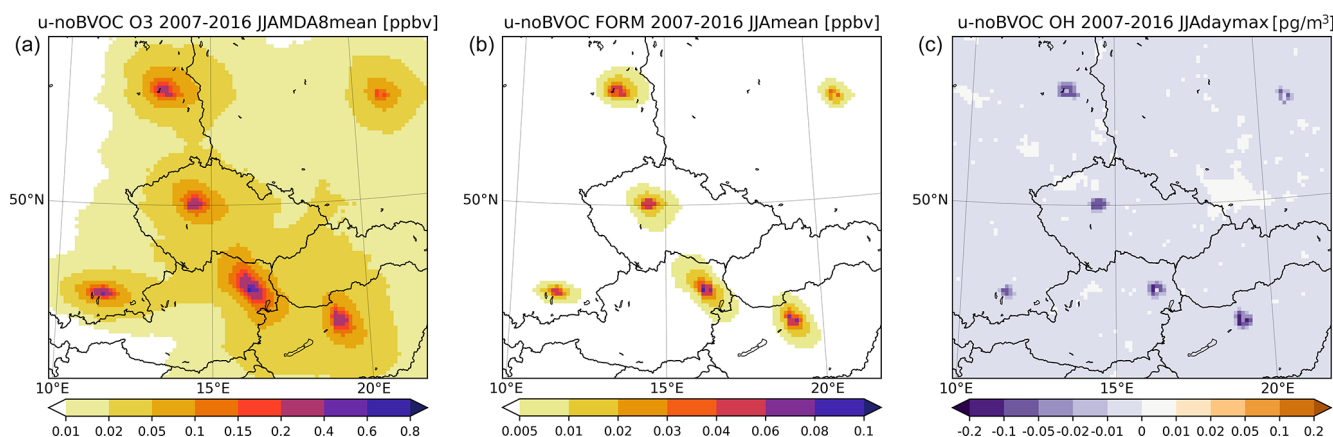 u-noBVOC O3 2007-2016 JJAMDA8mean [ppbv]
(a)
50°N
10°E 15°E 20°E
0.01 0.02 0.05 0.1 0.15 0.2 0.4 0.6 0.8
u-noBVOC FORM 2007-2016 JJAmean [ppbv]
(b)
50°N
10°E 15°E 20°E
0.005 0.01 0.02 0.03 0.04 0.06 0.08 0.1
u-noBVOC OH 2007-2016 JJAdaymax [pg/m³]
(c)
50°N
10°E 15°E 20°E
-0.2 -0.1 -0.05 -0.02 -0.01 0 0.01 0.02 0.05 0.1 0.2